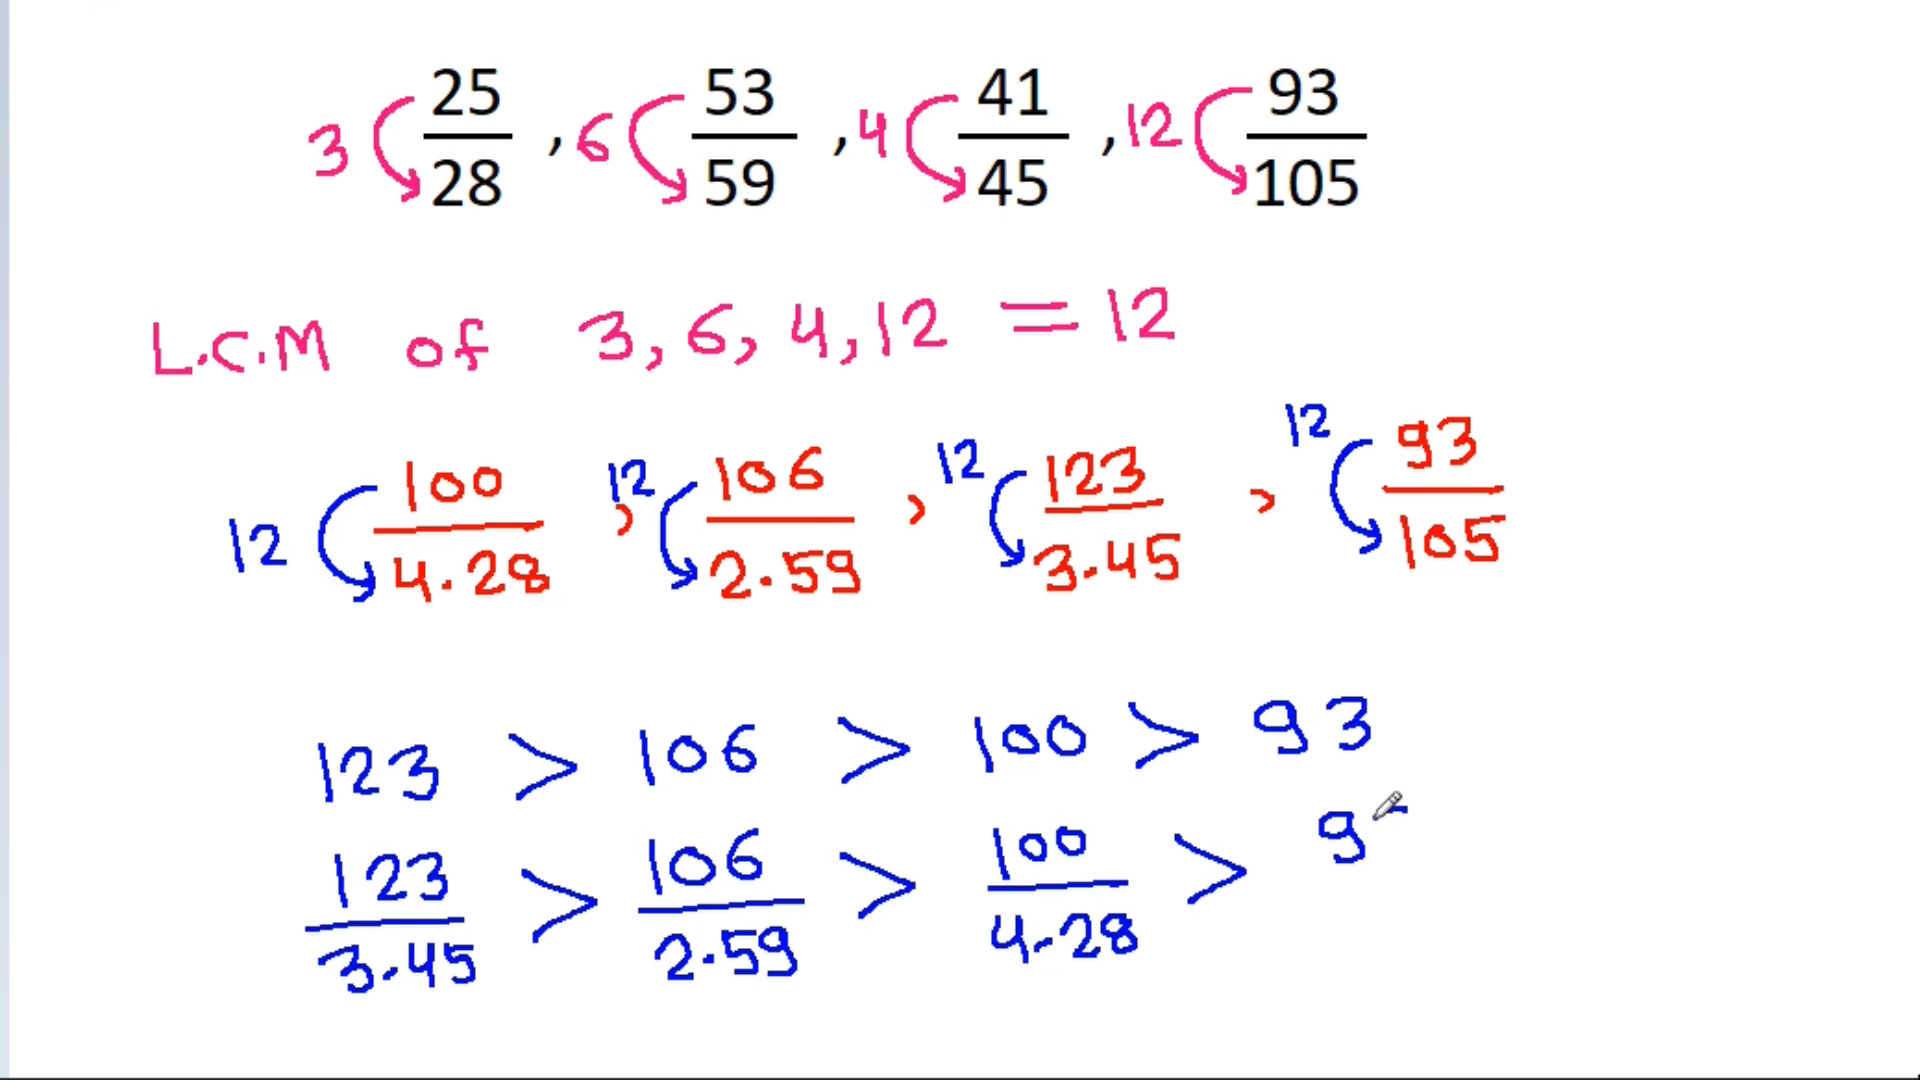 3 25/28 , 6 53/59 , 4 41/45 , 12 93/105
L.C.M of 3, 6, 4, 12 = 12
12 100/4.28 , 12 106/2.59 , 12 123/3.45 , 12 93/105
123 > 106 > 100 > 93
123/3.45 > 106/2.59 > 100/4.28 > 9